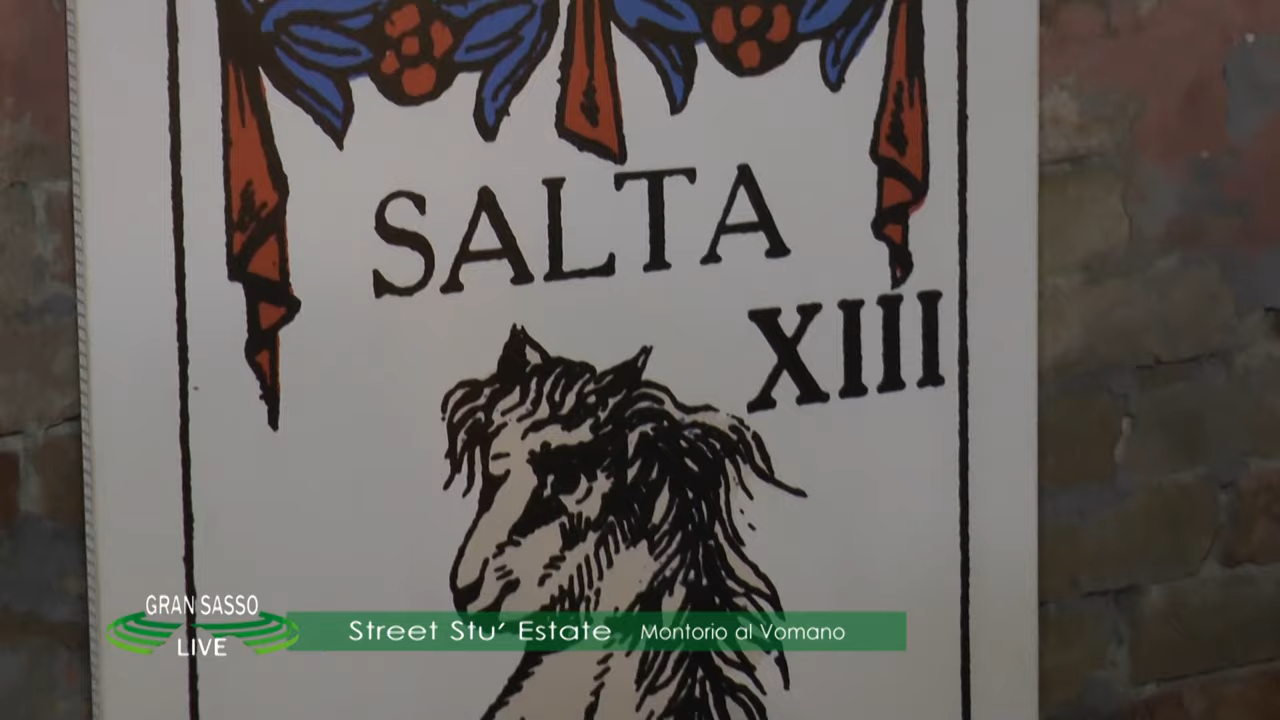 SALTA
XIII
GRAN SASSO
LIVE
Street Stu' Estate Montorio al Vomano